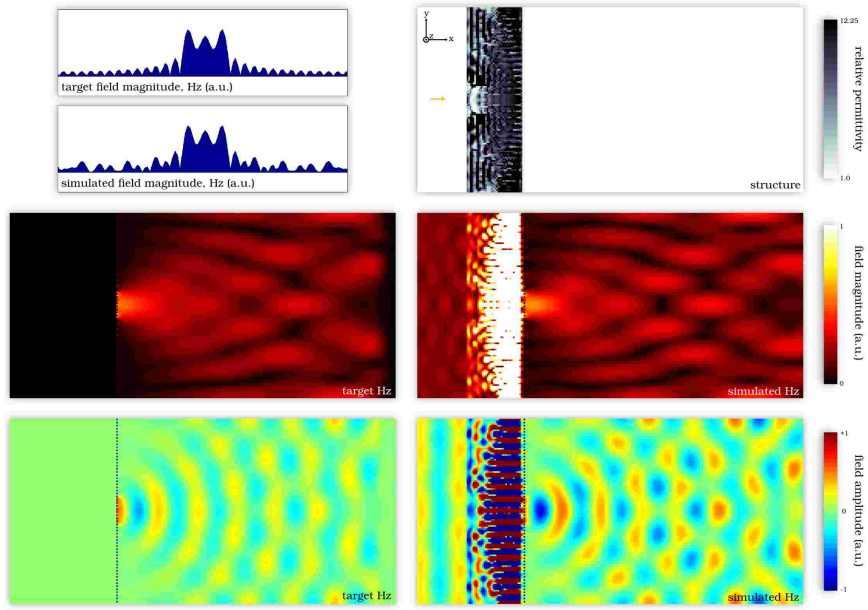 target field magnitude, Hz (a.u.)
simulated field magnitude, Hz (a.u.)
y
z
x
structure
12.25
relative permittivity
1.0
target Hz
simulated Hz
1
field magnitude (a.u.)
0
target Hz
simulated Hz
+1
0
field amplitude (a.u.)
-1